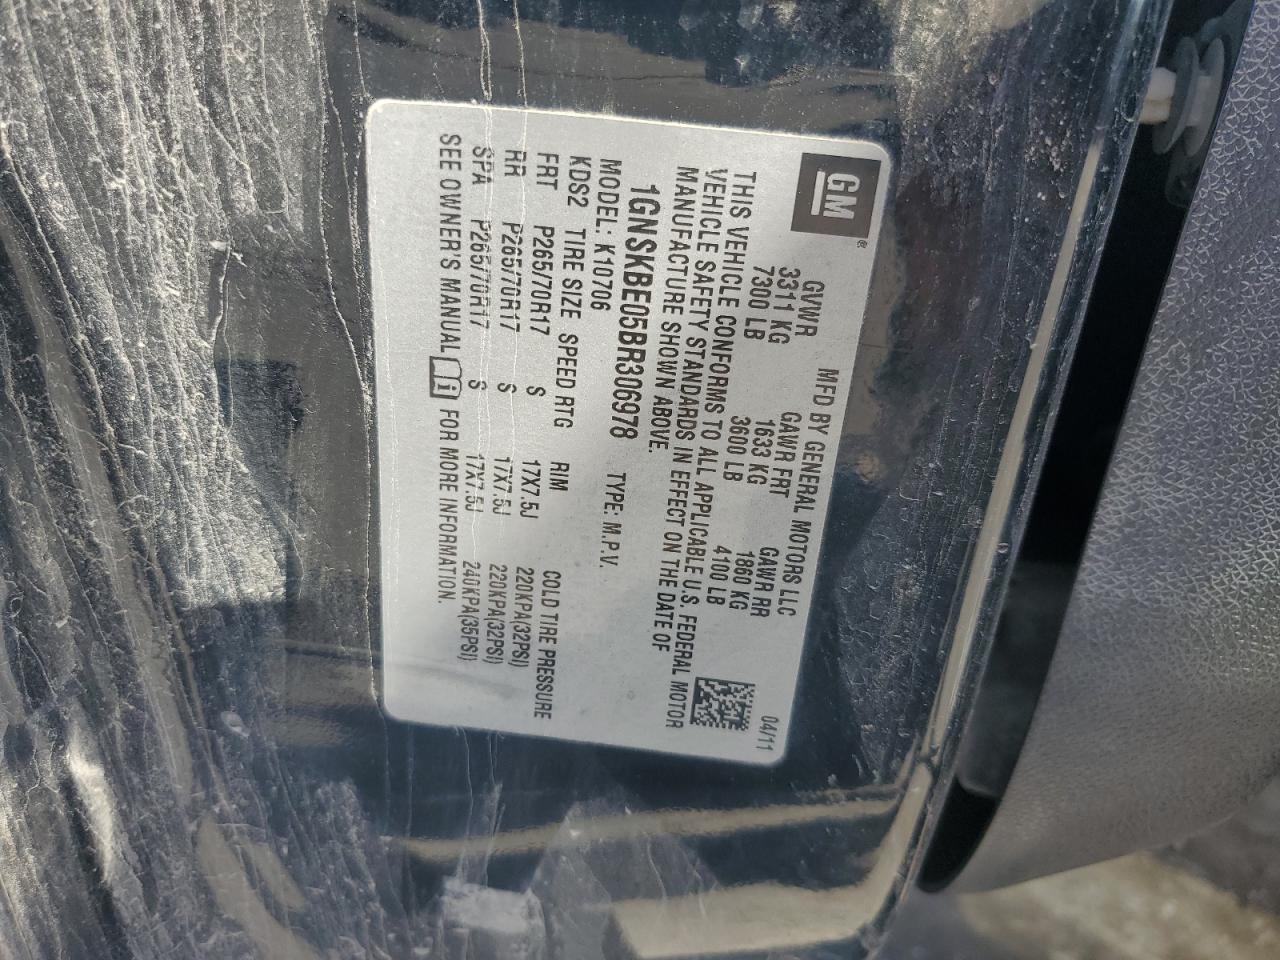 GM®
MFD BY GENERAL MOTORS LLC 04/11
GVWR GAWR FRT GAWR RR
3311 KG 1633 KG 1860 KG
7300 LB 3600 LB 4100 LB
THIS VEHICLE CONFORMS TO ALL APPLICABLE U.S. FEDERAL MOTOR
VEHICLE SAFETY STANDARDS IN EFFECT ON THE DATE OF
MANUFACTURE SHOWN ABOVE.
1GNSKBE05BR306978 TYPE: M.P.V.
MODEL: K10706
KDS2 TIRE SIZE SPEED RTG RIM COLD TIRE PRESSURE
FRT P265/70R17 S 17X7.5J 220KPA(32PSI)
RR P265/70R17 S 17X7.5J 220KPA(32PSI)
SPA P265/70R17 S 17X7.5J 240KPA(35PSI)
SEE OWNER'S MANUAL i FOR MORE INFORMATION.